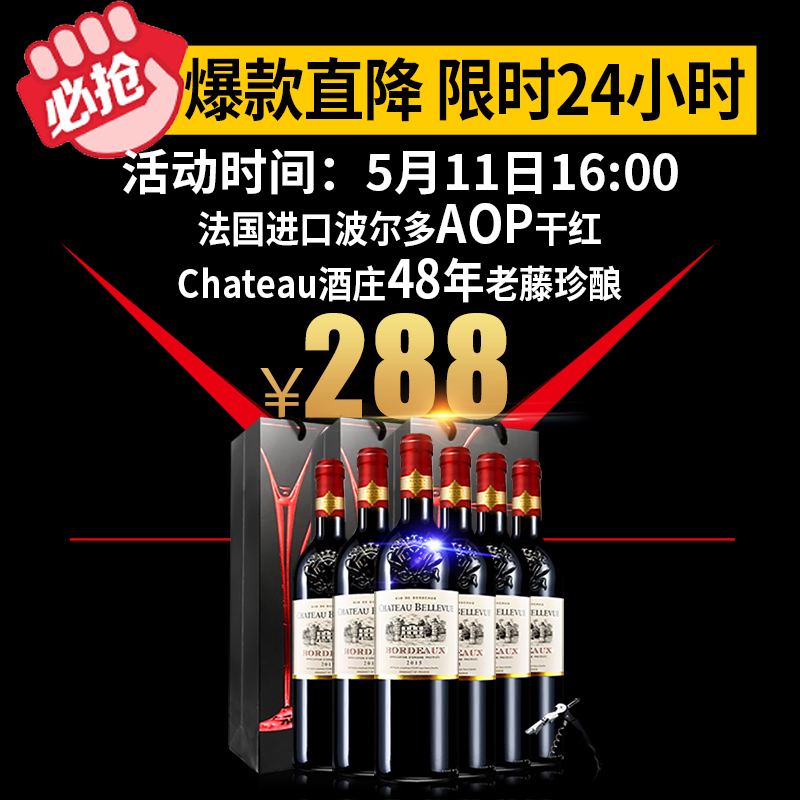 必抢
爆款直降 限时24小时
活动时间：5月11日16:00
法国进口波尔多AOP干红
Chateau酒庄48年老藤珍酿
¥288
CHATEAU BELLEVUE
BORDEAUX
2015